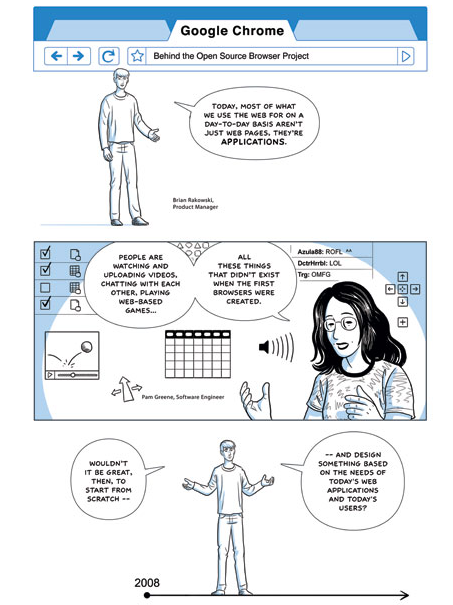 Google Chrome
Behind the Open Source Browser Project
TODAY, MOST OF WHAT
WE USE THE WEB FOR ON A
DAY-TO-DAY BASIS AREN'T
JUST WEB PAGES, THEY'RE
APPLICATIONS.
Brian Rakowski,
Product Manager
PEOPLE ARE
WATCHING AND
UPLOADING VIDEOS,
CHATTING WITH EACH
OTHER, PLAYING
WEB-BASED
GAMES...
ALL
THESE THINGS
THAT DIDN'T EXIST
WHEN THE FIRST
BROWSERS WERE
CREATED.
Azula88: ROFL ^^
DctrHrrbl: LOL
Trg: OMFG
Pam Greene, Software Engineer
WOULDN'T
IT BE GREAT,
THEN, TO
START FROM
SCRATCH --
-- AND DESIGN
SOMETHING BASED
ON THE NEEDS OF
TODAY'S WEB
APPLICATIONS
AND TODAY'S
USERS?
2008